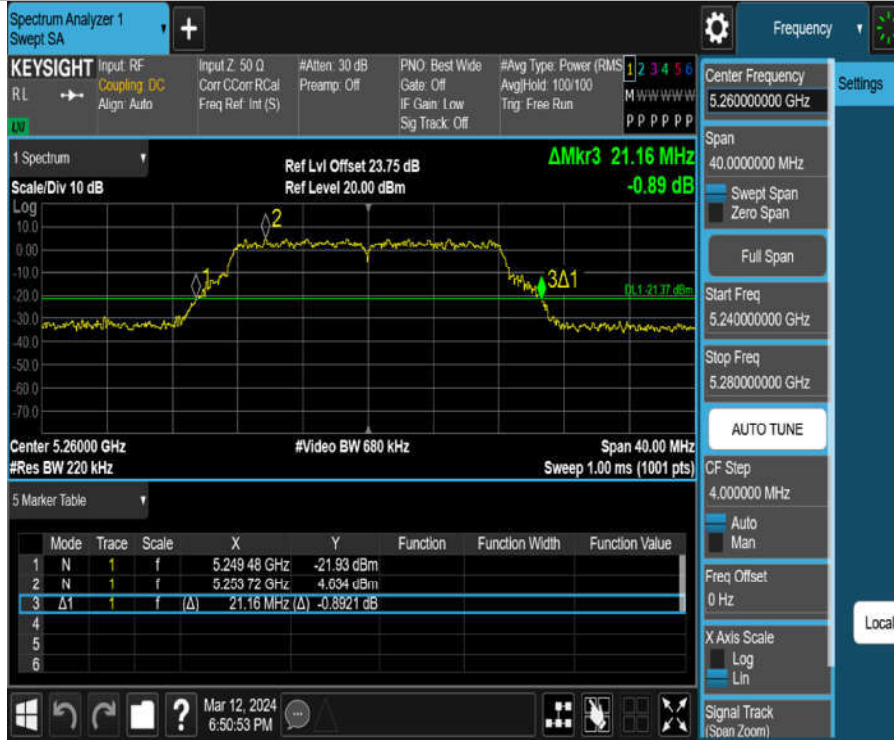 Spectrum Analyzer 1
Swept SA
+
Frequency
KEYSIGHT
RL
LXI
Input: RF
Coupling: DC
Align: Auto
Input Z: 50 Ω
Corr CCorr RCal
Freq Ref: Int (S)
#Atten: 30 dB
Preamp: Off
PNO: Best Wide
Gate: Off
IF Gain: Low
Sig Track: Off
#Avg Type: Power (RMS
Avg|Hold: 100/100
Trig: Free Run
1 2 3 4 5 6
M W W W W W
P P P P P P
1 Spectrum
Scale/Div 10 dB
Ref Lvl Offset 23.75 dB
Ref Level 20.00 dBm
ΔMkr3 21.16 MHz
-0.89 dB
Log
10.0
0.00
-10.0
-20.0
-30.0
-40.0
-50.0
-60.0
-70.0
1
2
3Δ1
DL1 -21.37 dBm
Center 5.26000 GHz
#Res BW 220 kHz
#Video BW 680 kHz
Span 40.00 MHz
Sweep 1.00 ms (1001 pts)
5 Marker Table
Mode Trace Scale X Y Function Function Width Function Value
1 N 1 f 5.249 48 GHz -21.93 dBm
2 N 1 f 5.253 72 GHz 4.634 dBm
3 Δ1 1 f (Δ) 21.16 MHz (Δ) -0.8921 dB
4
5
6
?
Mar 12, 2024
6:50:53 PM
Center Frequency
5.260000000 GHz
Settings
Span
40.0000000 MHz
Swept Span
Zero Span
Full Span
Start Freq
5.240000000 GHz
Stop Freq
5.280000000 GHz
AUTO TUNE
CF Step
4.000000 MHz
Auto
Man
Freq Offset
0 Hz
Local
X Axis Scale
Log
Lin
Signal Track
(Span Zoom)